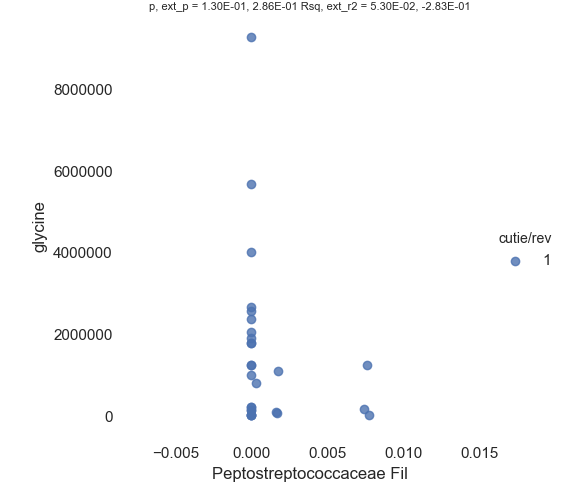 p, ext_p = 1.30E-01, 2.86E-01 Rsq, ext_r2 = 5.30E-02, -2.83E-01
8000000
6000000
4000000
2000000
0
glycine
cutie/rev
1
−0.005 0.000 0.005 0.010 0.015
Peptostreptococcaceae Fil